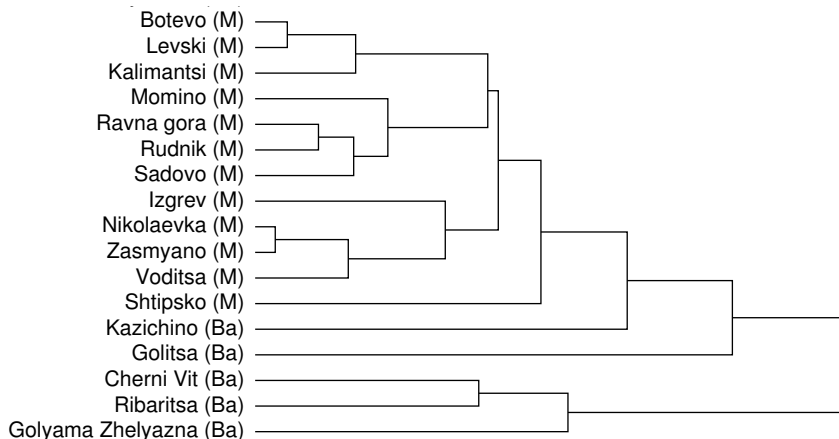 Botevo (M)
Levski (M)
Kalimantsi (M)
Momino (M)
Ravna gora (M)
Rudnik (M)
Sadovo (M)
Izgrev (M)
Nikolaevka (M)
Zasmyano (M)
Voditsa (M)
Shtipsko (M)
Kazichino (Ba)
Golitsa (Ba)
Cherni Vit (Ba)
Ribaritsa (Ba)
Golyama Zhelyazna (Ba)